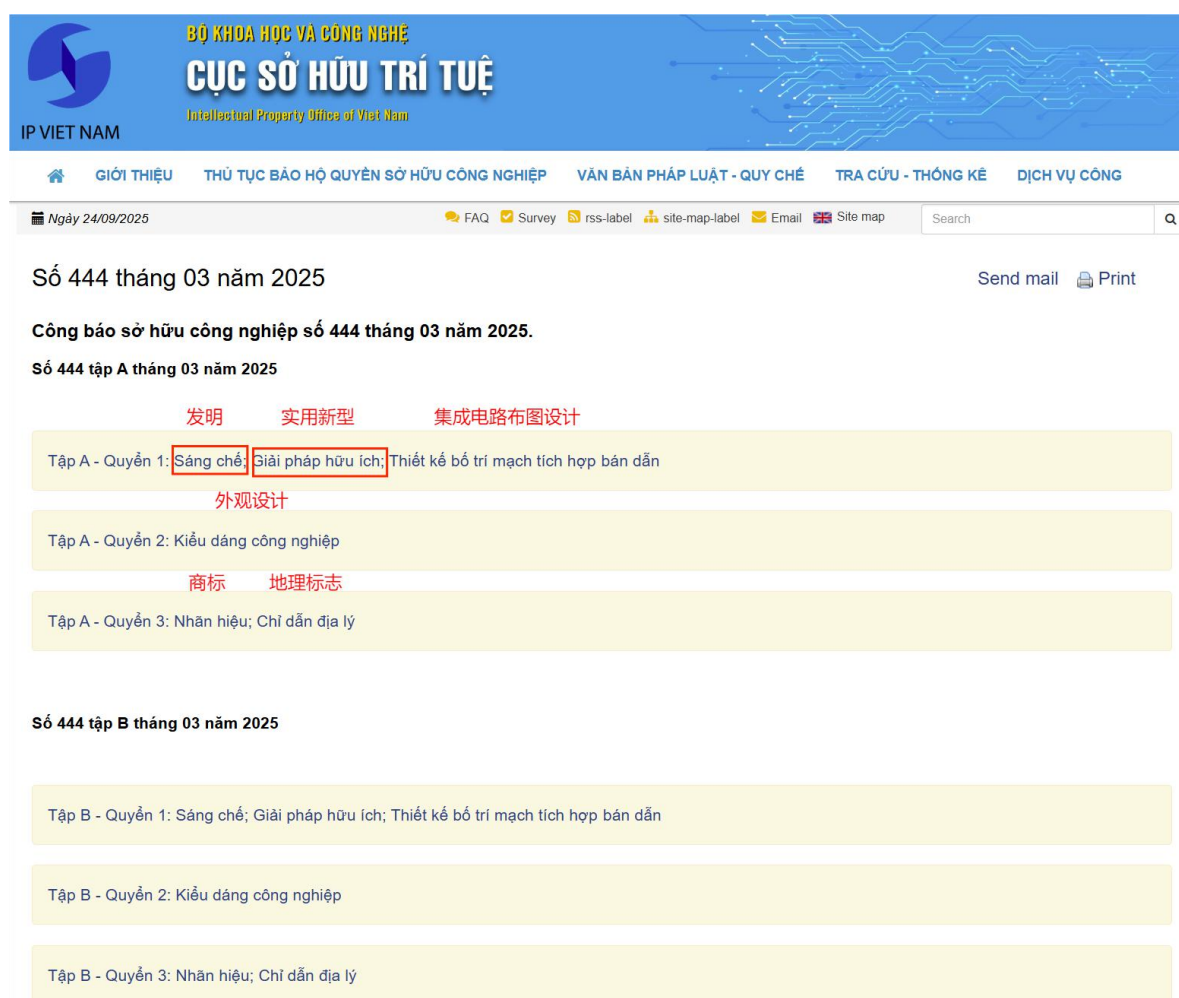 BỘ KHOA HỌC VÀ CÔNG NGHỆ
CỤC SỞ HỮU TRÍ TUỆ
Intellectual Property Office of Viet Nam
IP VIET NAM
GIỚI THIỆU THỦ TỤC BẢO HỘ QUYỀN SỞ HỮU CÔNG NGHIỆP VĂN BẢN PHÁP LUẬT - QUY CHẾ TRA CỨU - THỐNG KÊ DỊCH VỤ CÔNG
Ngày 24/09/2025 FAQ Survey rss-label site-map-label Email Site map Search
Số 444 tháng 03 năm 2025 Send mail Print
Công báo sở hữu công nghiệp số 444 tháng 03 năm 2025.
Số 444 tập A tháng 03 năm 2025
发明 实用新型 集成电路布图设计
Tập A - Quyển 1: Sáng chế; Giải pháp hữu ích; Thiết kế bố trí mạch tích hợp bán dẫn
外观设计
Tập A - Quyển 2: Kiểu dáng công nghiệp
商标 地理标志
Tập A - Quyển 3: Nhãn hiệu; Chỉ dẫn địa lý
Số 444 tập B tháng 03 năm 2025
Tập B - Quyển 1: Sáng chế; Giải pháp hữu ích; Thiết kế bố trí mạch tích hợp bán dẫn
Tập B - Quyển 2: Kiểu dáng công nghiệp
Tập B - Quyển 3: Nhãn hiệu; Chỉ dẫn địa lý